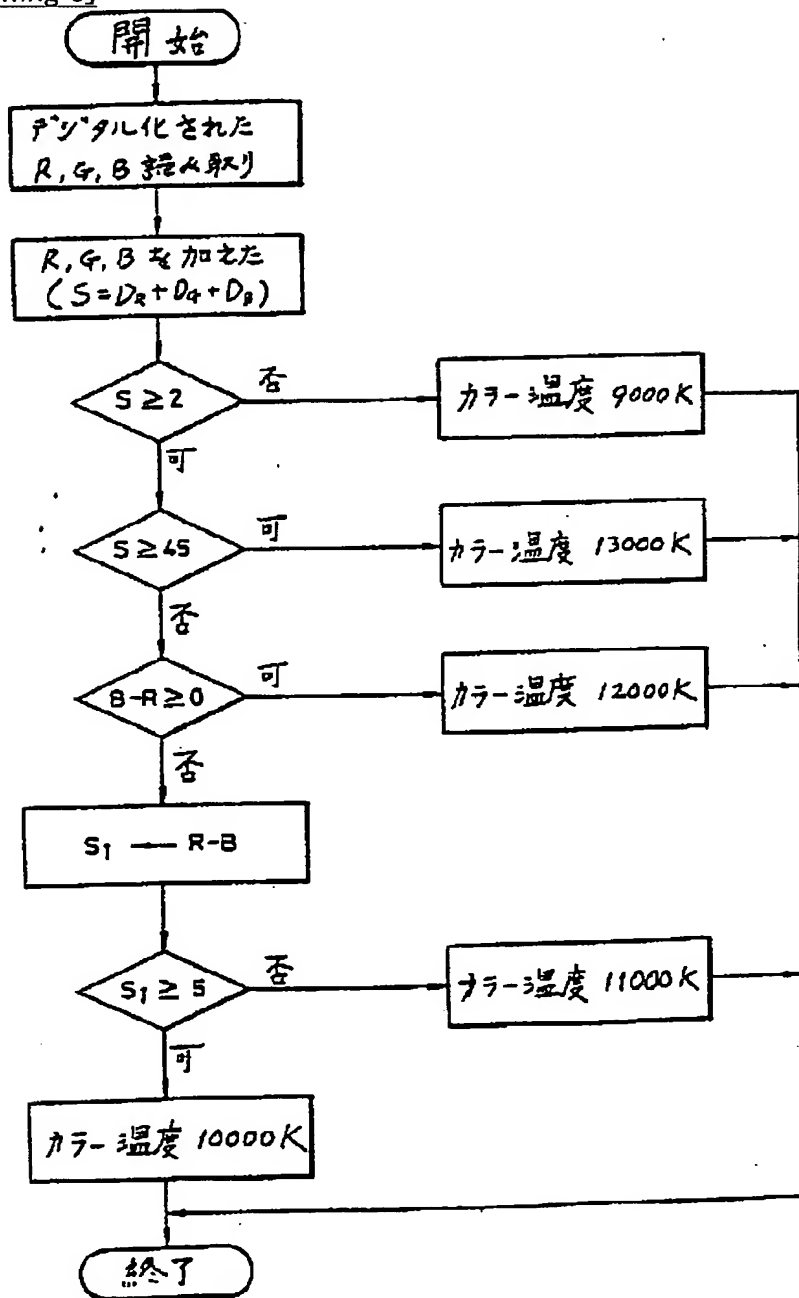 開始
デジタル化された
R, G, B 読み取り
R, G, B を加えた
(S=DR+DG+DB)
S ≥ 2
否
カラー温度 9000K
可
S ≥ 45
可
カラー温度 13000K
否
B-R ≥ 0
可
カラー温度 12000K
否
S1 ← R-B
S1 ≥ 5
否
カラー温度 11000K
可
カラー温度 10000K
終了